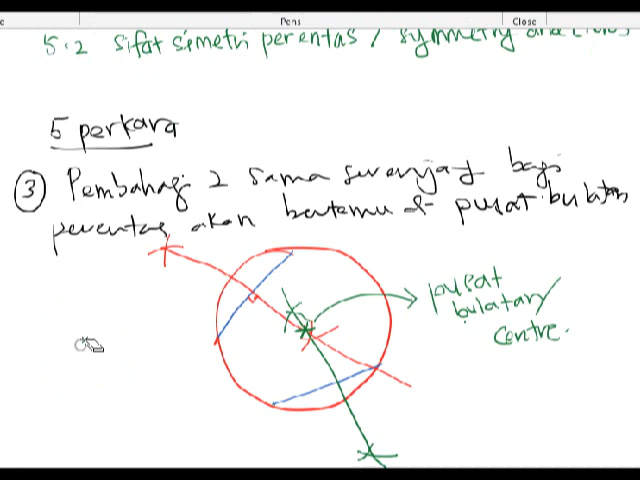 Pens Close
5.2 sifat simetri perentas / symmetry
5 perkara
③ Pembahagi 2 sama serenjang bagi
perentas akan bertemu di pusat bulatan
pusat
bulatan/
centre.